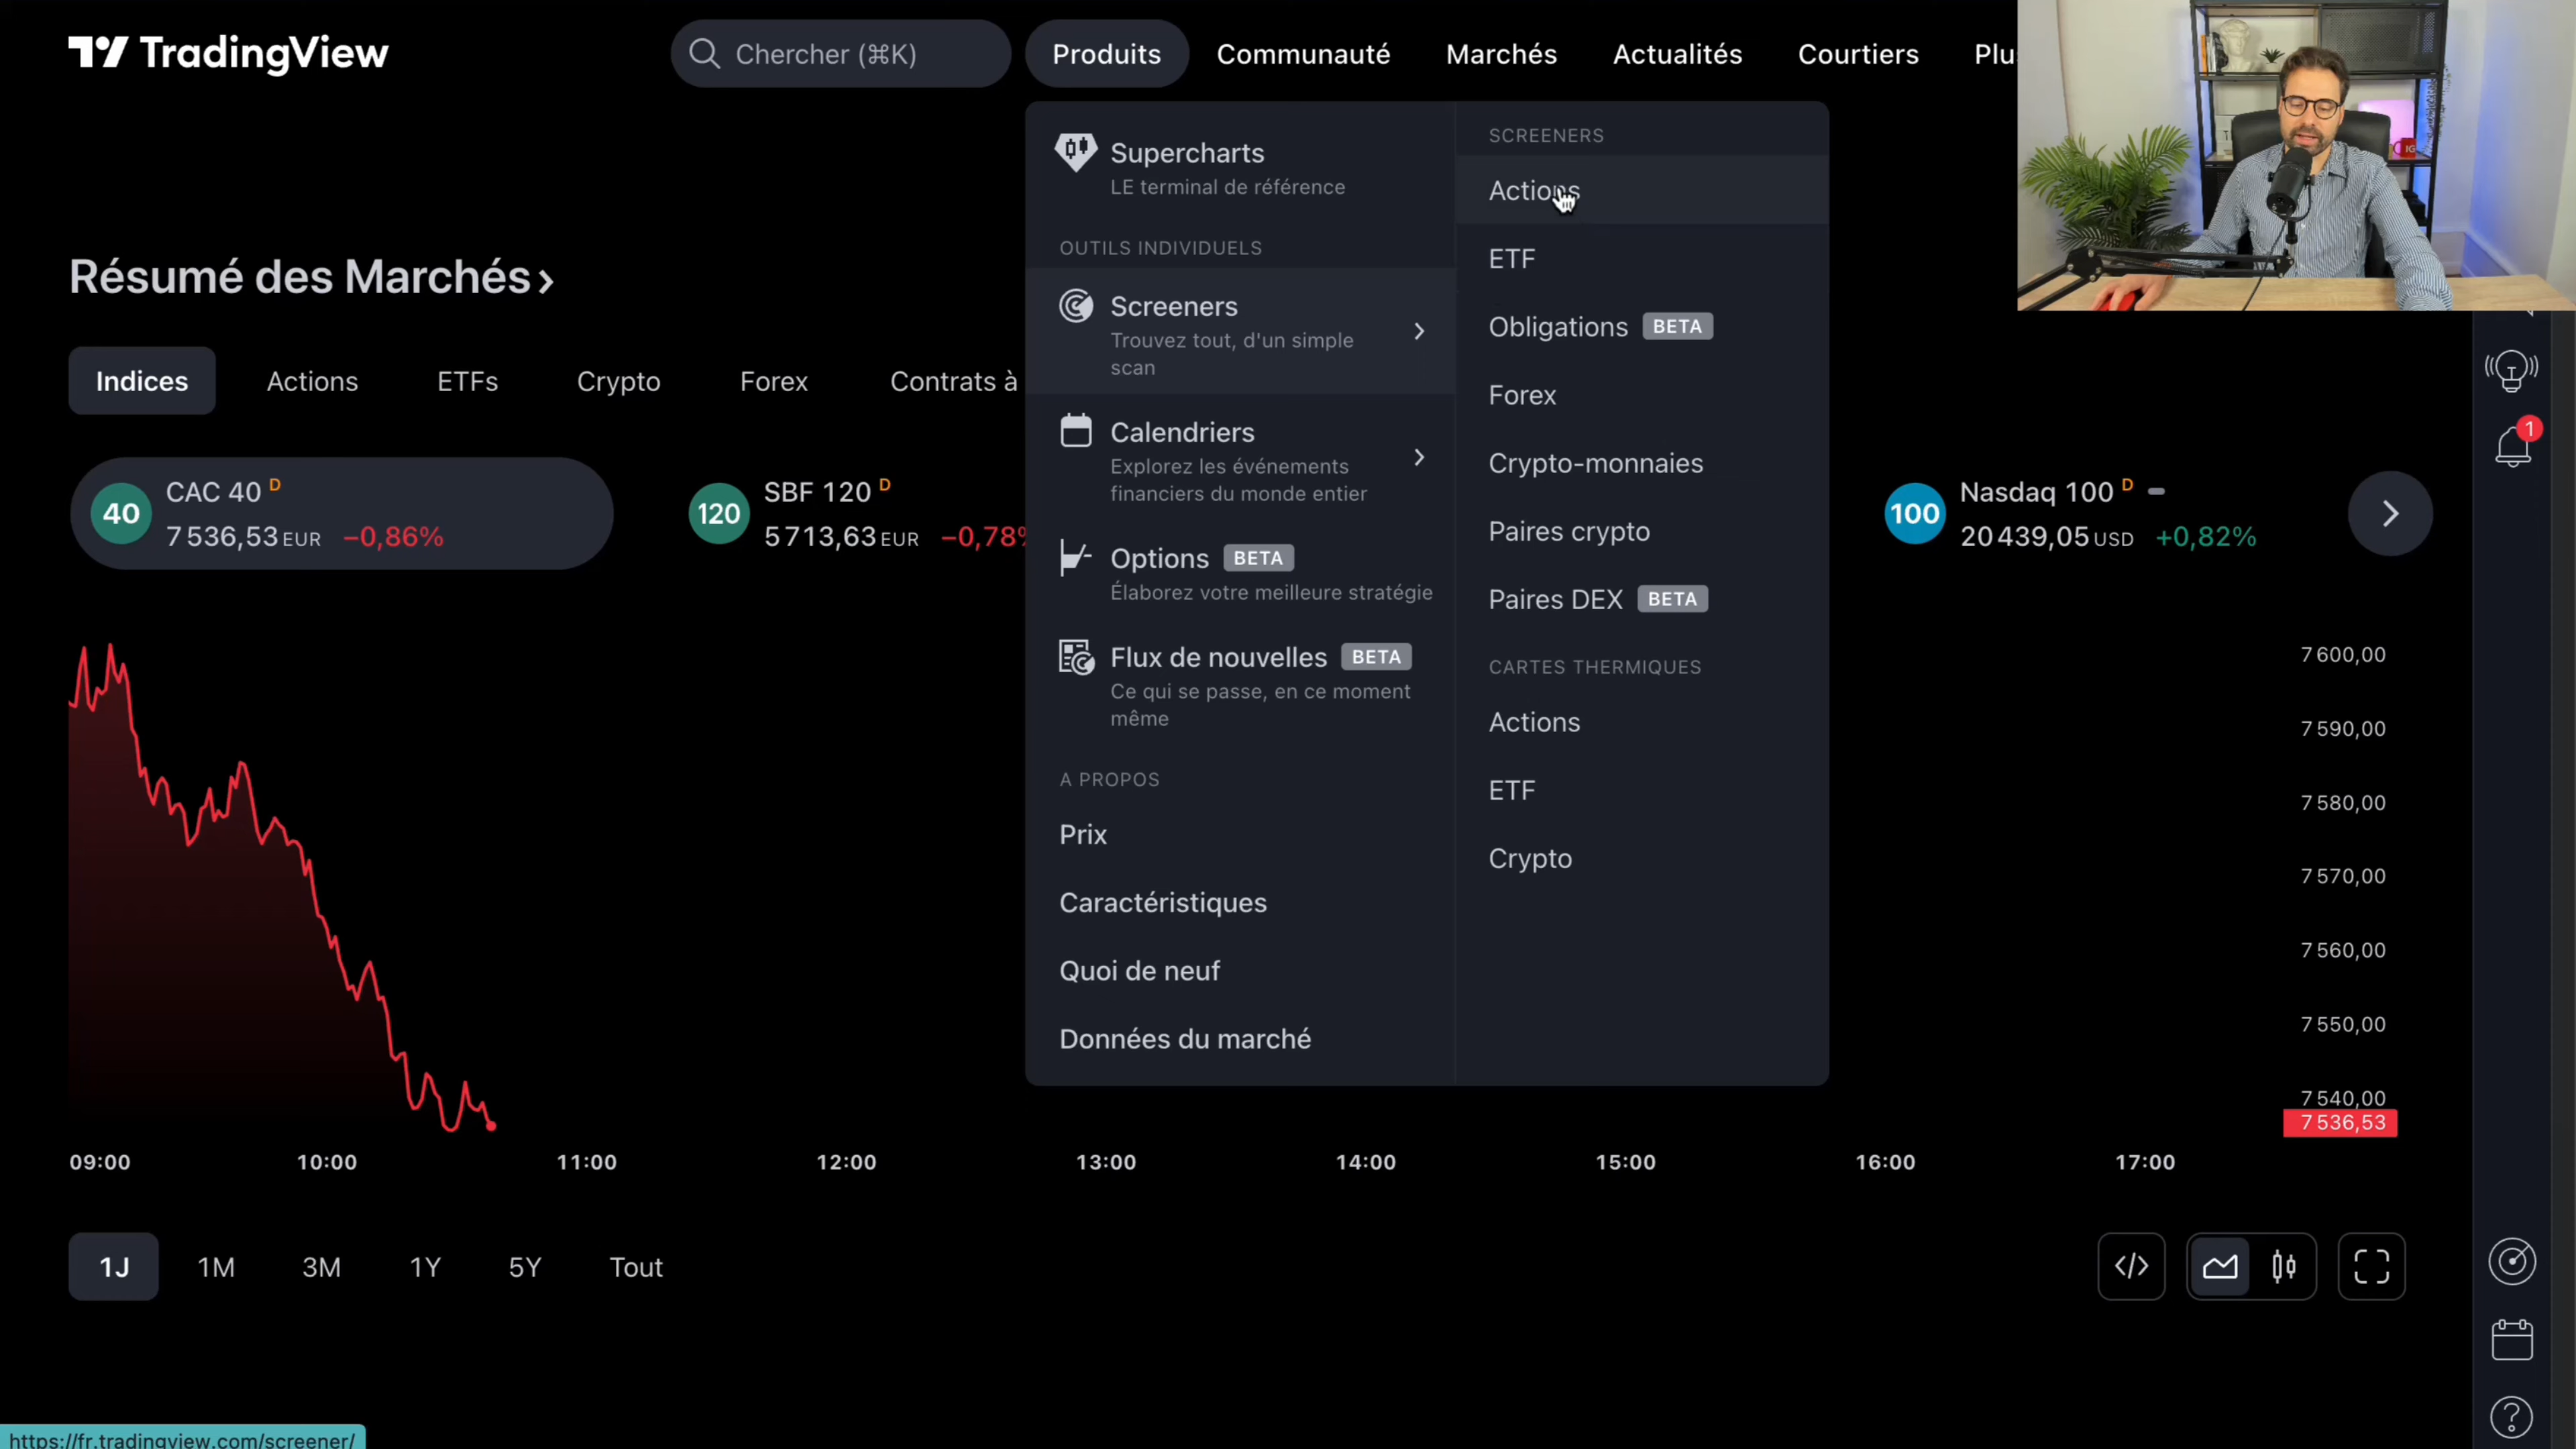 TradingView
Chercher (⌘K)
Produits
Communauté
Marchés
Actualités
Courtiers
Supercharts
LE terminal de référence
OUTILS INDIVIDUELS
Screeners
Trouvez tout, d'un simple
scan
Calendriers
Explorez les événements
financiers du monde entier
Options BETA
Élaborez votre meilleure stratégie
Flux de nouvelles BETA
Ce qui se passe, en ce moment
même
A PROPOS
Prix
Caractéristiques
Quoi de neuf
Données du marché
SCREENERS
Actions
ETF
Obligations BETA
Forex
Crypto-monnaies
Paires crypto
Paires DEX BETA
CARTES THERMIQUES
Actions
ETF
Crypto
Résumé des Marchés ›
Indices
Actions
ETFs
Crypto
Forex
Contrats à
40
CAC 40 D
7 536,53 EUR −0,86%
120
SBF 120 D
5 713,63 EUR −0,78%
100
Nasdaq 100 D
20 439,05 USD +0,82%
1
7 600,00
7 590,00
7 580,00
7 570,00
7 560,00
7 550,00
7 540,00
7 536,53
09:00 10:00 11:00 12:00 13:00 14:00 15:00 16:00 17:00
1J 1M 3M 1Y 5Y Tout
https://fr.tradingview.com/screener/
IG